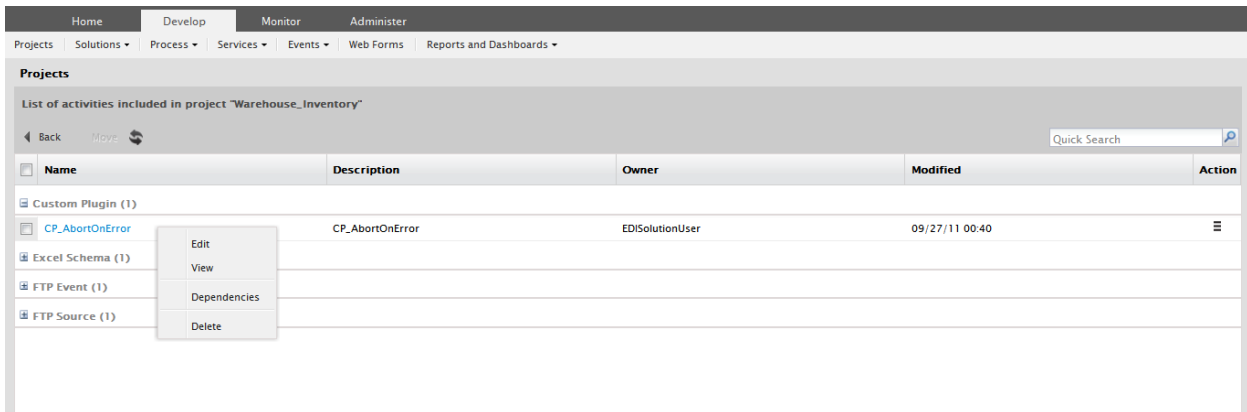 Home Develop Monitor Administer
Projects Solutions Process Services Events Web Forms Reports and Dashboards
Projects
List of activities included in project "Warehouse_Inventory"
Back Move Quick Search
Name Description Owner Modified Action
Custom Plugin (1)
CP_AbortOnError CP_AbortOnError EDISolutionUser 09/27/11 00:40
Edit
Excel Schema (1)
View
FTP Event (1)
Dependencies
FTP Source (1)
Delete